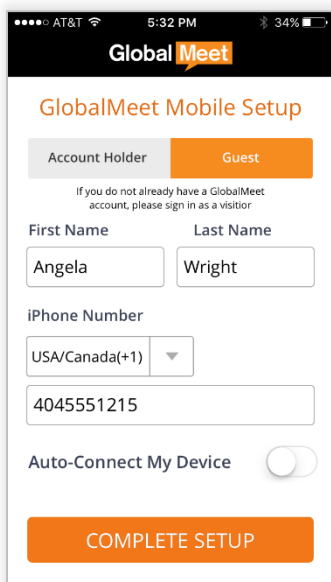 AT&T 5:32 PM 34%
Global Meet
GlobalMeet Mobile Setup
Account Holder Guest
If you do not already have a GlobalMeet
account, please sign in as a visitior
First Name Last Name
Angela Wright
iPhone Number
USA/Canada(+1)
4045551215
Auto-Connect My Device
COMPLETE SETUP